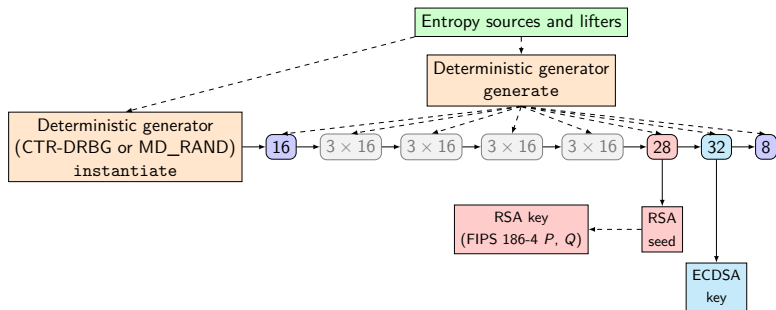 Entropy sources and lifters
Deterministic generator
generate
Deterministic generator
(CTR-DRBG or MD_RAND)
instantiate
16
3 × 16
3 × 16
3 × 16
3 × 16
28
32
8
RSA key
(FIPS 186-4 P, Q)
RSA
seed
ECDSA
key